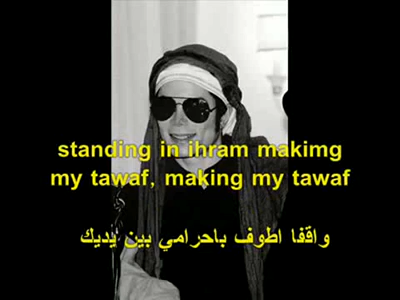 standing in ihram makimg
my tawaf, making my tawaf
واقفا اطوف باحرامي بين يديك